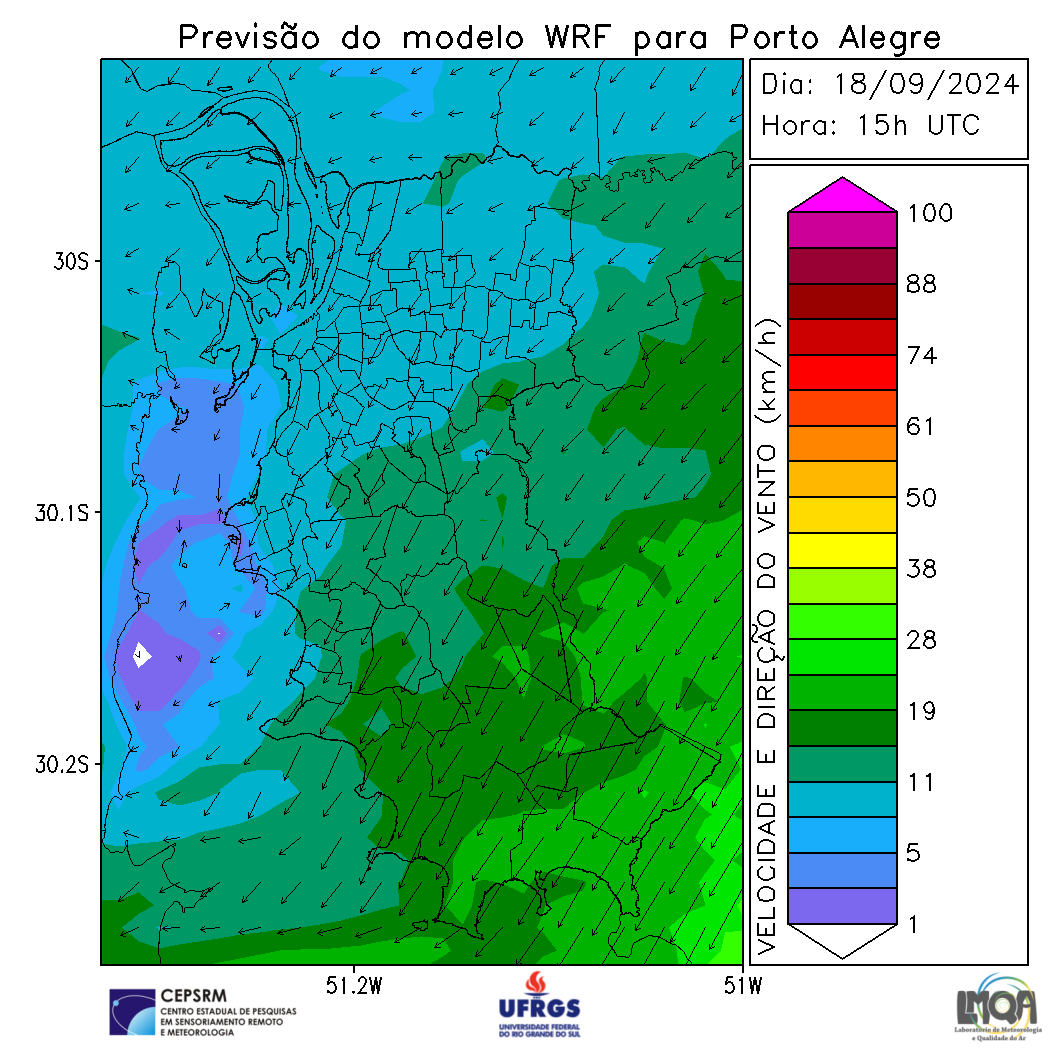 Previsão do modelo WRF para Porto Alegre
Dia: 18/09/2024
Hora: 15h UTC
30S
30.1S
30.2S
51.2W
51W
VELOCIDADE E DIREÇÃO DO VENTO (km/h)
100
88
74
61
50
38
28
19
11
5
1
CEPSRM
CENTRO ESTADUAL DE PESQUISAS
EM SENSORIAMENTO REMOTO
E METEOROLOGIA
UFRGS
UNIVERSIDADE FEDERAL
DO RIO GRANDE DO SUL
LMQA
Laboratório de Meteorologia
e Qualidade do Ar